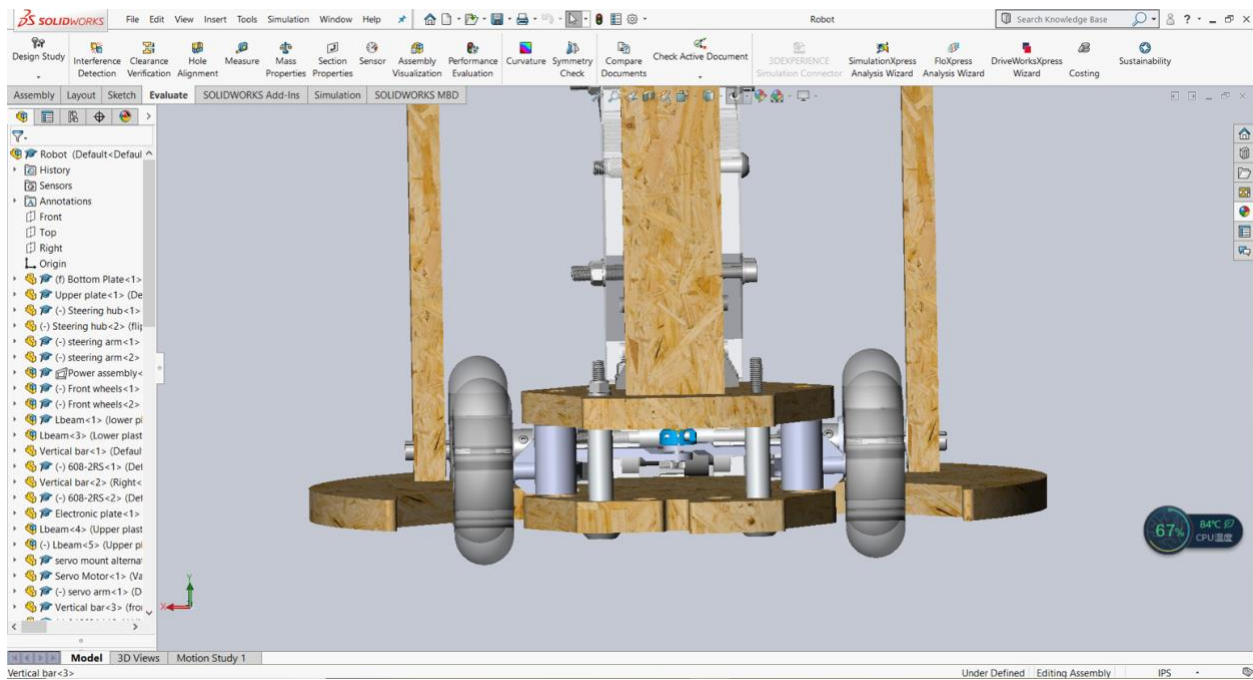 SOLIDWORKS File Edit View Insert Tools Simulation Window Help Robot Search Knowledge Base ?
Design Study Interference Detection Clearance Verification Hole Alignment Measure Mass Properties Section Properties Sensor Assembly Visualization Performance Evaluation Curvature Symmetry Check Compare Documents Check Active Document 3DEXPERIENCE Simulation Connector SimulationXpress Analysis Wizard FloXpress Analysis Wizard DriveWorksXpress Wizard Costing Sustainability
Assembly Layout Sketch Evaluate SOLIDWORKS Add-Ins Simulation SOLIDWORKS MBD
Robot (Default<Defaul
History
Sensors
Annotations
Front
Top
Right
Origin
(f) Bottom Plate<1>
Upper plate<1> (De
(-) Steering hub<1>
(-) Steering hub<2> (flip
(-) steering arm<1>
(-) steering arm<2>
Power assembly<
(-) Front wheels<1>
(-) Front wheels<2>
Lbeam<1> (lower pl
Lbeam<3> (Lower plast
Vertical bar<1> (Defaul
(-) 608-2RS<1> (Def
Vertical bar<2> (Right<
(-) 608-2RS<2> (Def
Electronic plate<1>
Lbeam<4> (Upper plast
(-) Lbeam<5> (Upper pl
servo mount alternat
Servo Motor<1> (Va
(-) servo arm<1> (D
Vertical bar<3> (fro
67% 84°C
CPU温度
Y
X
Model 3D Views Motion Study 1
Vertical bar<3> Under Defined Editing Assembly IPS